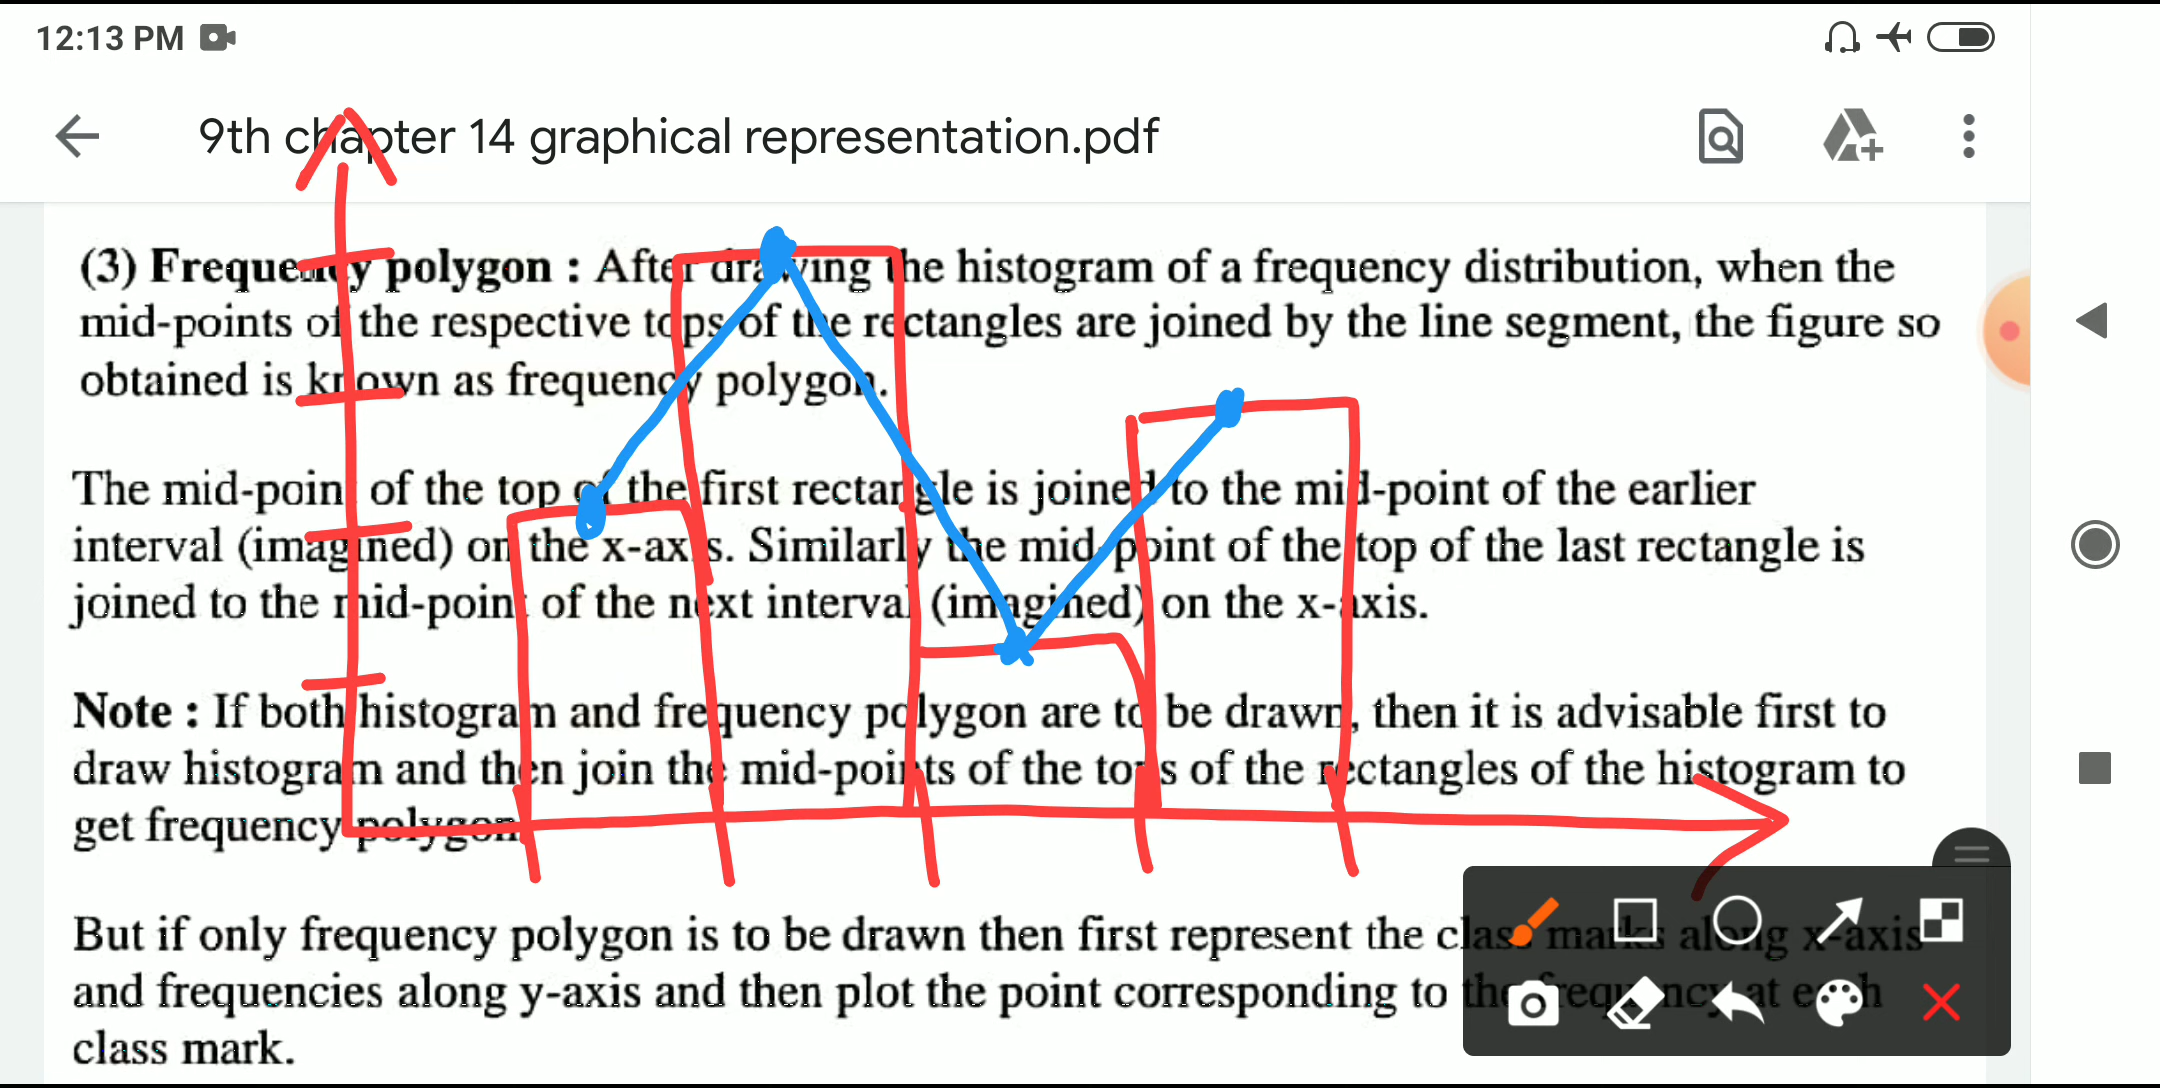 12:13 PM
9th chapter 14 graphical representation.pdf
(3) Frequency polygon : After drawing the histogram of a frequency distribution, when the
mid-points of the respective tops of the rectangles are joined by the line segment, the figure so
obtained is known as frequency polygon.
The mid-point of the top of the first rectangle is joined to the mid-point of the earlier
interval (imagined) on the x-axis. Similarly the mid-point of the top of the last rectangle is
joined to the mid-point of the next interval (imagined) on the x-axis.
Note : If both histogram and frequency polygon are to be drawn, then it is advisable first to
draw histogram and then join the mid-points of the tops of the rectangles of the histogram to
get frequency polygon
But if only frequency polygon is to be drawn then first represent the class marks along x-axis
and frequencies along y-axis and then plot the point corresponding to the frequency at each
class mark.